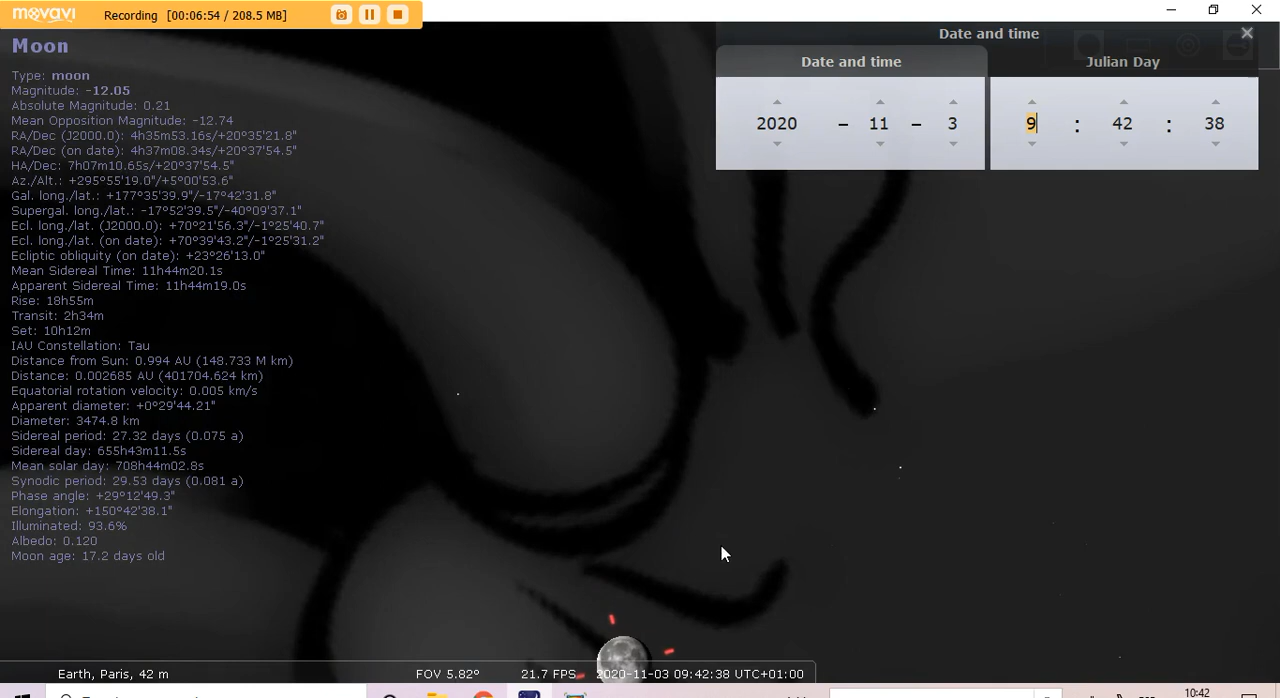 movavi Recording [00:06:54 / 208.5 MB]
Moon
Type: moon
Magnitude: -12.05
Absolute Magnitude: 0.21
Mean Opposition Magnitude: -12.74
RA/Dec (J2000.0): 4h35m53.16s/+20°35'21.8"
RA/Dec (on date): 4h37m08.34s/+20°37'54.5"
HA/Dec: 7h07m10.65s/+20°37'54.5"
Az./Alt.: +295°55'19.0"/+5°00'53.6"
Gal. long./lat.: +177°35'39.9"/-17°42'31.8"
Supergal. long./lat.: -17°52'39.5"/-40°09'37.1"
Ecl. long./lat. (J2000.0): +70°21'56.3"/-1°25'40.7"
Ecl. long./lat. (on date): +70°39'43.2"/-1°25'31.2"
Ecliptic obliquity (on date): +23°26'13.0"
Mean Sidereal Time: 11h44m20.1s
Apparent Sidereal Time: 11h44m19.0s
Rise: 18h55m
Transit: 2h34m
Set: 10h12m
IAU Constellation: Tau
Distance from Sun: 0.994 AU (148.733 M km)
Distance: 0.002685 AU (401704.624 km)
Equatorial rotation velocity: 0.005 km/s
Apparent diameter: +0°29'44.21"
Diameter: 3474.8 km
Sidereal period: 27.32 days (0.075 a)
Sidereal day: 655h43m11.5s
Mean solar day: 708h44m02.8s
Synodic period: 29.53 days (0.081 a)
Phase angle: +29°12'49.3"
Elongation: +150°42'38.1"
Illuminated: 93.6%
Albedo: 0.120
Moon age: 17.2 days old
Date and time
Date and time Julian Day
2020 - 11 - 3 9 : 42 : 38
Earth, Paris, 42 m FOV 5.82° 21.7 FPS 2020-11-03 09:42:38 UTC+01:00
10:42